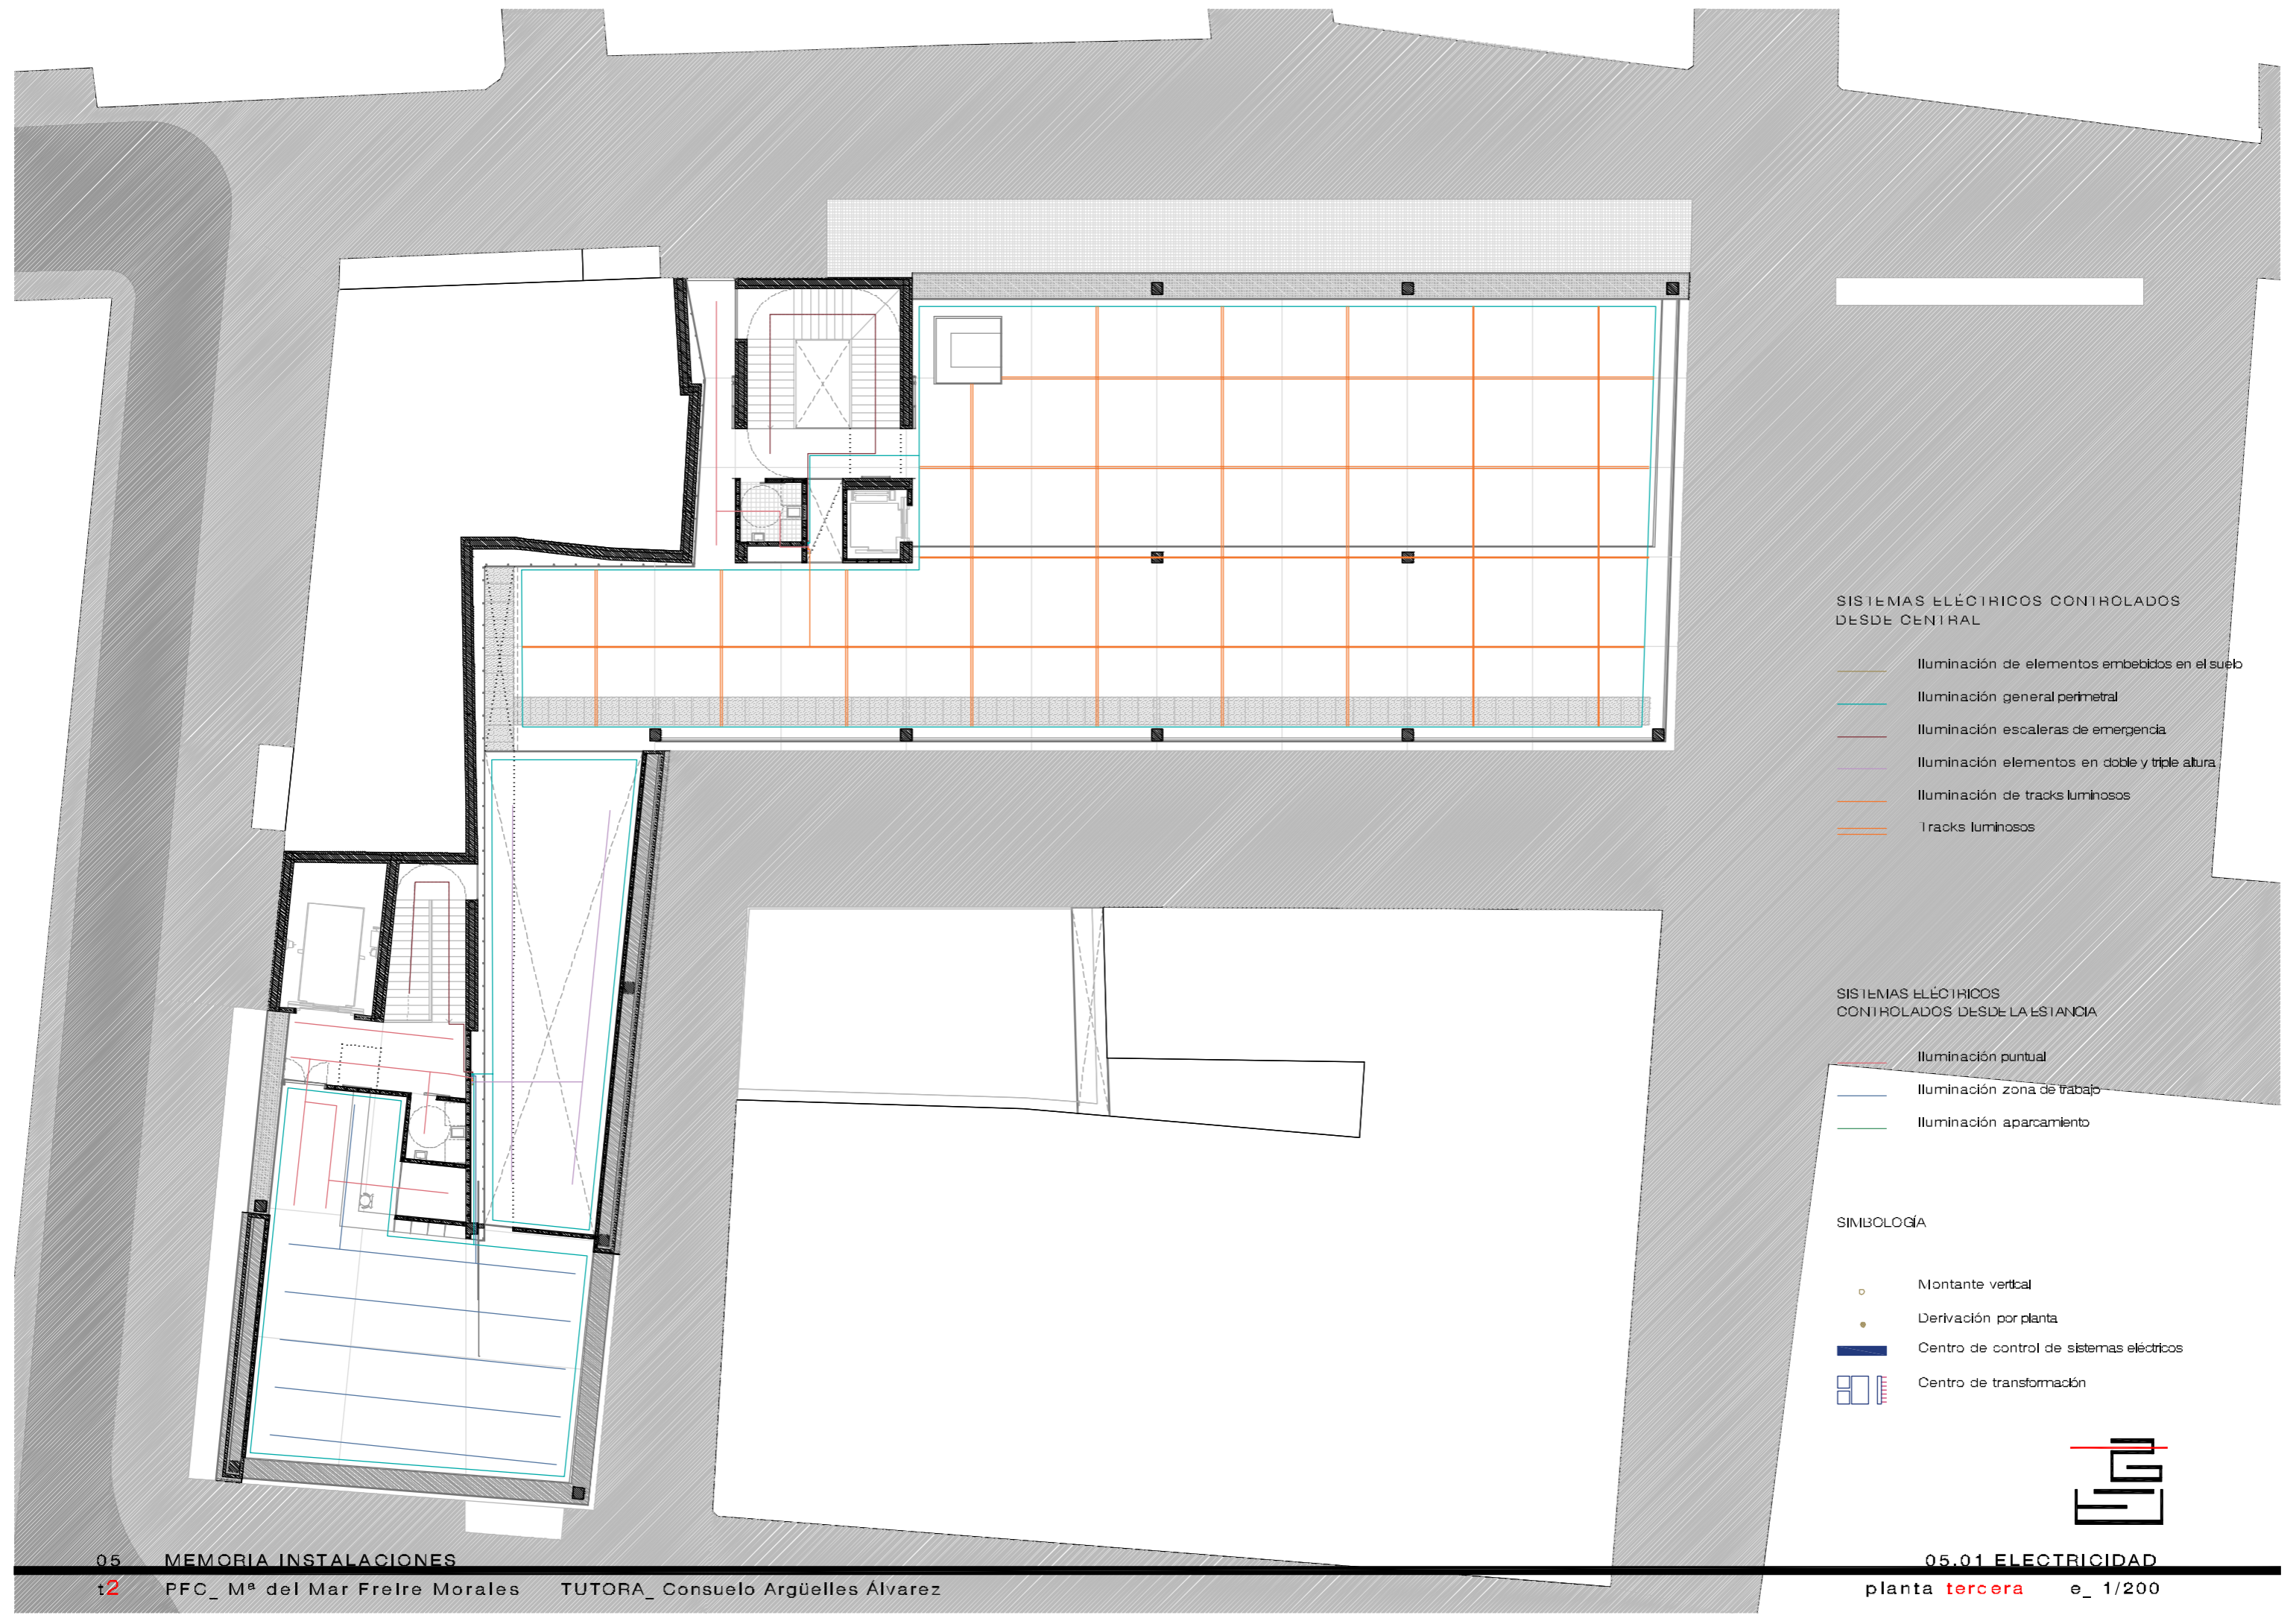 SISTEMAS ELÉCTRICOS CONTROLADOS
DESDE CENTRAL
Iluminación de elementos embebidos en el suelo
Iluminación general perimetral
Iluminación escaleras de emergencia
Iluminación elementos en doble y triple altura
Iluminación de tracks luminosos
Tracks luminosos
SISTEMAS ELÉCTRICOS
CONTROLADOS DESDE LA ESTANCIA
Iluminación puntual
Iluminación zona de trabajo
Iluminación aparcamiento
SIMBOLOGÍA
Montante vertical
Derivación por planta
Centro de control de sistemas eléctricos
Centro de transformación
05 MEMORIA INSTALACIONES
t2 PFC_ Mª del Mar Freire Morales TUTORA_ Consuelo Argüelles Álvarez
05.01 ELECTRICIDAD
planta tercera e_ 1/200